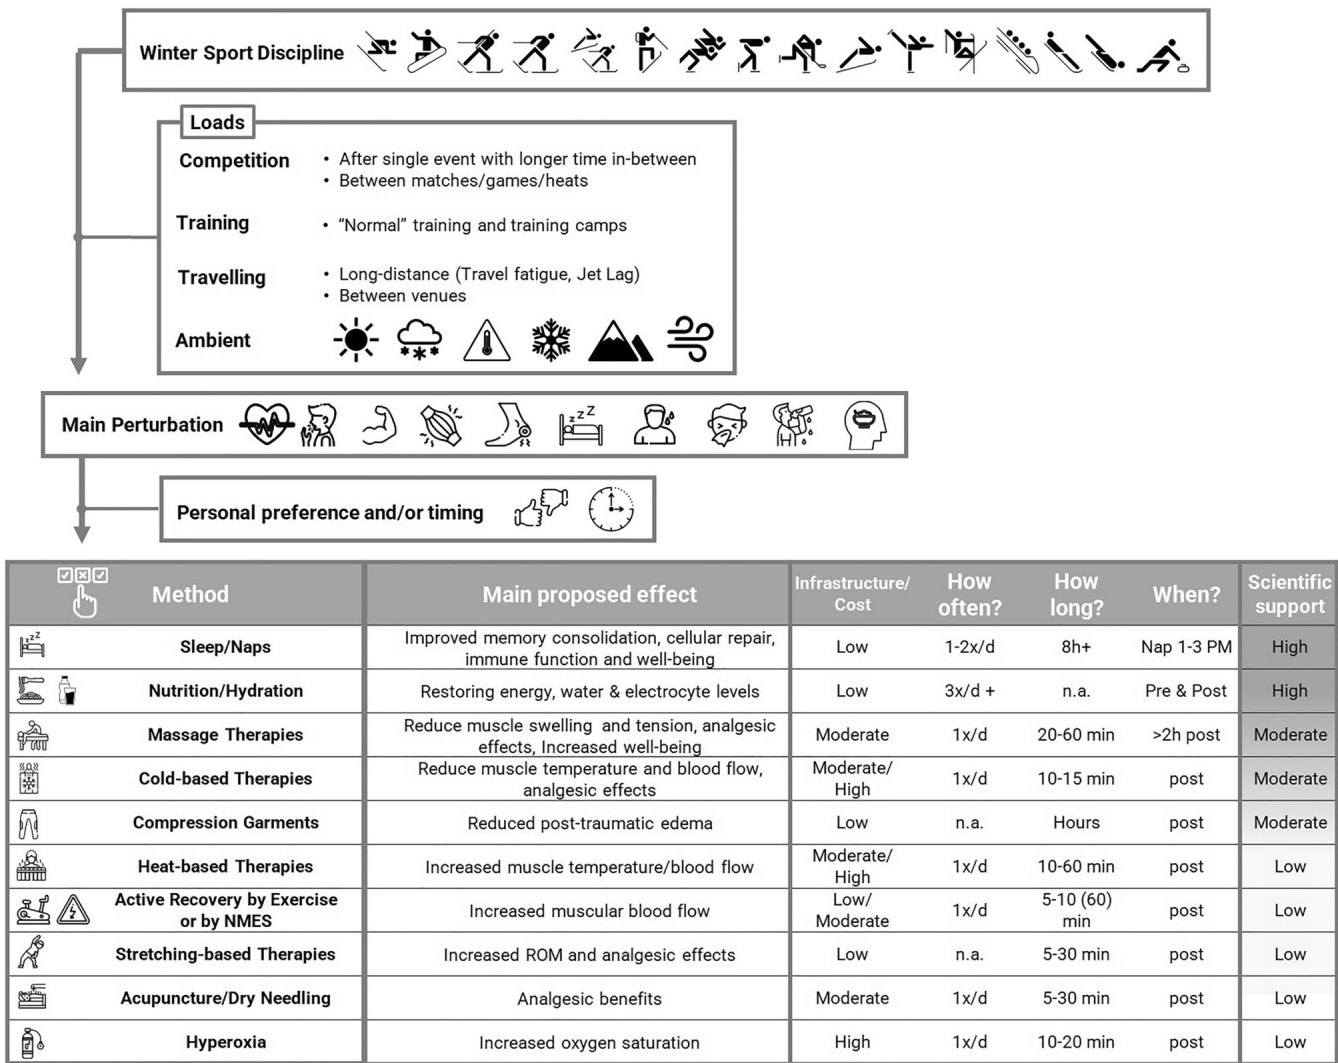 Winter Sport Discipline
Loads
Competition
• After single event with longer time in-between
• Between matches/games/heats
Training
• “Normal” training and training camps
Travelling
• Long-distance (Travel fatigue, Jet Lag)
• Between venues
Ambient
Main Perturbation
z z Z
Personal preference and/or timing
Method
Main proposed effect
Infrastructure/
Cost
How
often?
How
long?
When?
Scientific
support
z z Z
Sleep/Naps
Improved memory consolidation, cellular repair,
immune function and well-being
Low
1-2x/d
8h+
Nap 1-3 PM
High
Nutrition/Hydration
Restoring energy, water & electrocyte levels
Low
3x/d +
n.a.
Pre & Post
High
Massage Therapies
Reduce muscle swelling and tension, analgesic
effects, Increased well-being
Moderate
1x/d
20-60 min
>2h post
Moderate
Cold-based Therapies
Reduce muscle temperature and blood flow,
analgesic effects
Moderate/
High
1x/d
10-15 min
post
Moderate
Compression Garments
Reduced post-traumatic edema
Low
n.a.
Hours
post
Moderate
Heat-based Therapies
Increased muscle temperature/blood flow
Moderate/
High
1x/d
10-60 min
post
Low
Active Recovery by Exercise
or by NMES
Increased muscular blood flow
Low/
Moderate
1x/d
5-10 (60)
min
post
Low
Stretching-based Therapies
Increased ROM and analgesic effects
Low
n.a.
5-30 min
post
Low
Acupuncture/Dry Needling
Analgesic benefits
Moderate
1x/d
5-30 min
post
Low
Hyperoxia
Increased oxygen saturation
High
1x/d
10-20 min
post
Low